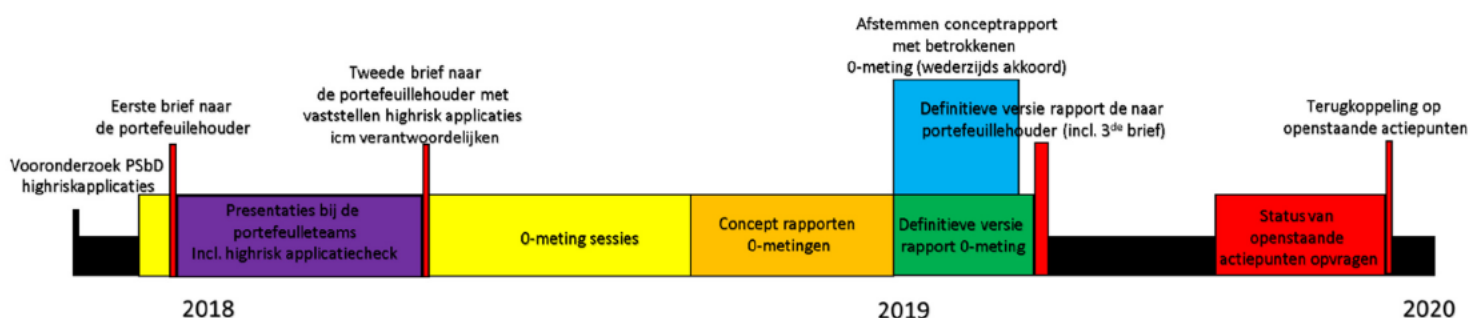 Vooronderzoek PSbD
highriskapplicaties
Eerste brief naar
de portefeuilehouder
Tweede brief naar
de portefeuillehouder met
vaststellen highrisk applicaties
icm verantwoordelijken
Afstemmen conceptrapport
met betrokkenen
0-meting (wederzijds akkoord)
Definitieve versie rapport de naar
portefeuillehouder (incl. 3de brief)
Terugkoppeling op
openstaande actiepunten
Presentaties bij de
portefeulleteams
Incl. highrisk applicatiecheck
0-meting sessies
Concept rapporten
0-metingen
Definitieve versie
rapport 0-meting
Status van
openstaande
actiepunten opvragen
2018
2019
2020